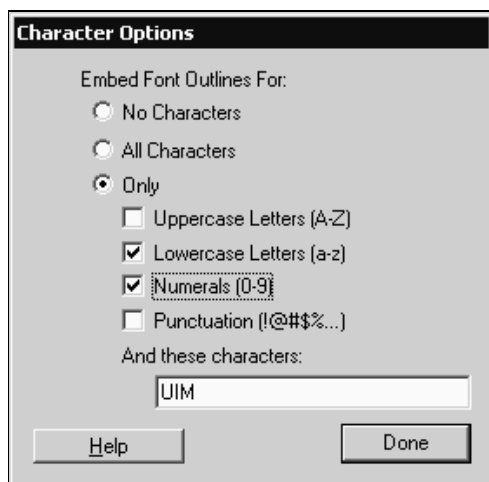 Character Options
Embed Font Outlines For:
No Characters
All Characters
Only
Uppercase Letters (A-Z)
Lowercase Letters (a-z)
Numerals (0-9)
Punctuation (!@#$%...)
And these characters:
UIM
Help
Done